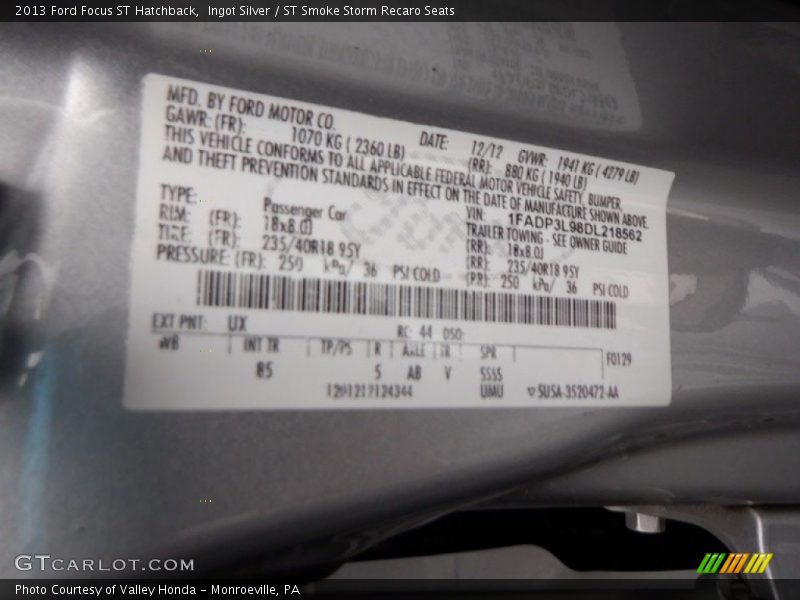 2013 Ford Focus ST Hatchback,  Ingot Silver / ST Smoke Storm Recaro Seats
MFD. BY FORD MOTOR CO.
DATE: 12/12 GVWR: 1941 KG ( 4279 LB)
GAWR: (FR): 1070 KG ( 2360 LB) (RR): 880 KG ( 1940 LB)
THIS VEHICLE CONFORMS TO ALL APPLICABLE FEDERAL MOTOR VEHICLE SAFETY, BUMPER,
AND THEFT PREVENTION STANDARDS IN EFFECT ON THE DATE OF MANUFACTURE SHOWN ABOVE.
VIN: 1FADP3L98DL218562
TYPE: Passenger Car TRAILER TOWING - SEE OWNER GUIDE
RIM: (FR): 18x8.0J (RR): 18x8.0J
TIRE: (FR): 235/40R18 95Y (RR): 235/40R18 95Y
PRESSURE: (FR): 250 kPa/ 36 PSI COLD (RR): 250 kPa/ 36 PSI COLD
EXT PNT: UX RC: 44 DSO:
WB INT TR TP/PS R AXLE TR SPR F0129
85 5 AB V SSSS
UMU
▽ SU5A-3520472-AA
GTCARLOT.COM
Photo Courtesy of Valley Honda - Monroeville, PA